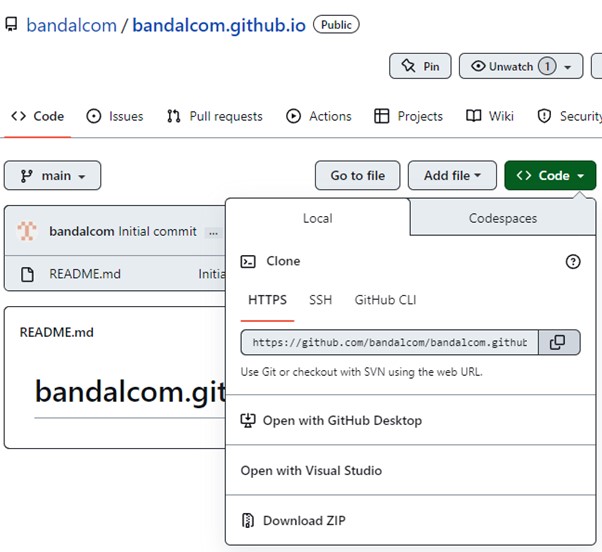 bandalcom / bandalcom.github.io Public
Pin Unwatch 1
Code Issues Pull requests Actions Projects Wiki Security
main Go to file Add file Code
Local Codespaces
bandalcom Initial commit ...
Clone
README.md Initia
HTTPS SSH GitHub CLI
README.md
https://github.com/bandalcom/bandalcom.github
Use Git or checkout with SVN using the web URL.
bandalcom.git
Open with GitHub Desktop
Open with Visual Studio
Download ZIP